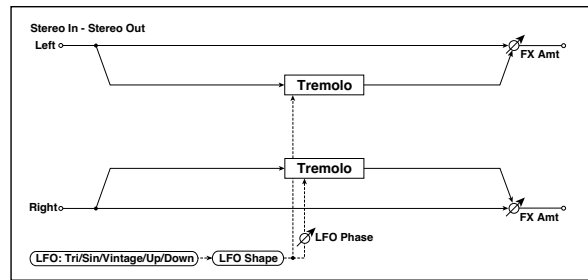 Stereo In - Stereo Out
Left
FX Amt
Tremolo
Tremolo
Right
FX Amt
LFO Phase
LFO: Tri/Sin/Vintage/Up/Down
LFO Shape